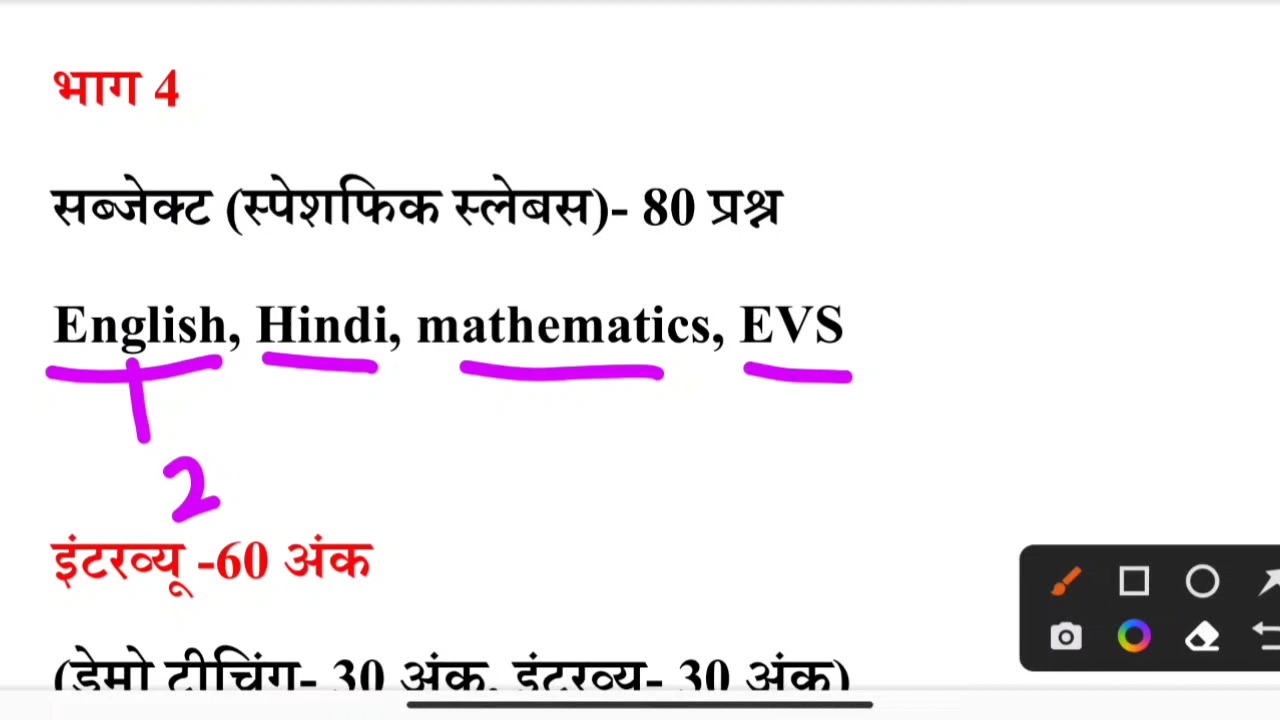 भाग 4
सब्जेक्ट (स्पेशफिक स्लेबस)- 80 प्रश्न
English, Hindi, mathematics, EVS
2
इंटरव्यू -60 अंक
(डेमो टीचिंग- 30 अंक, इंटरव्यू- 30 अंक)